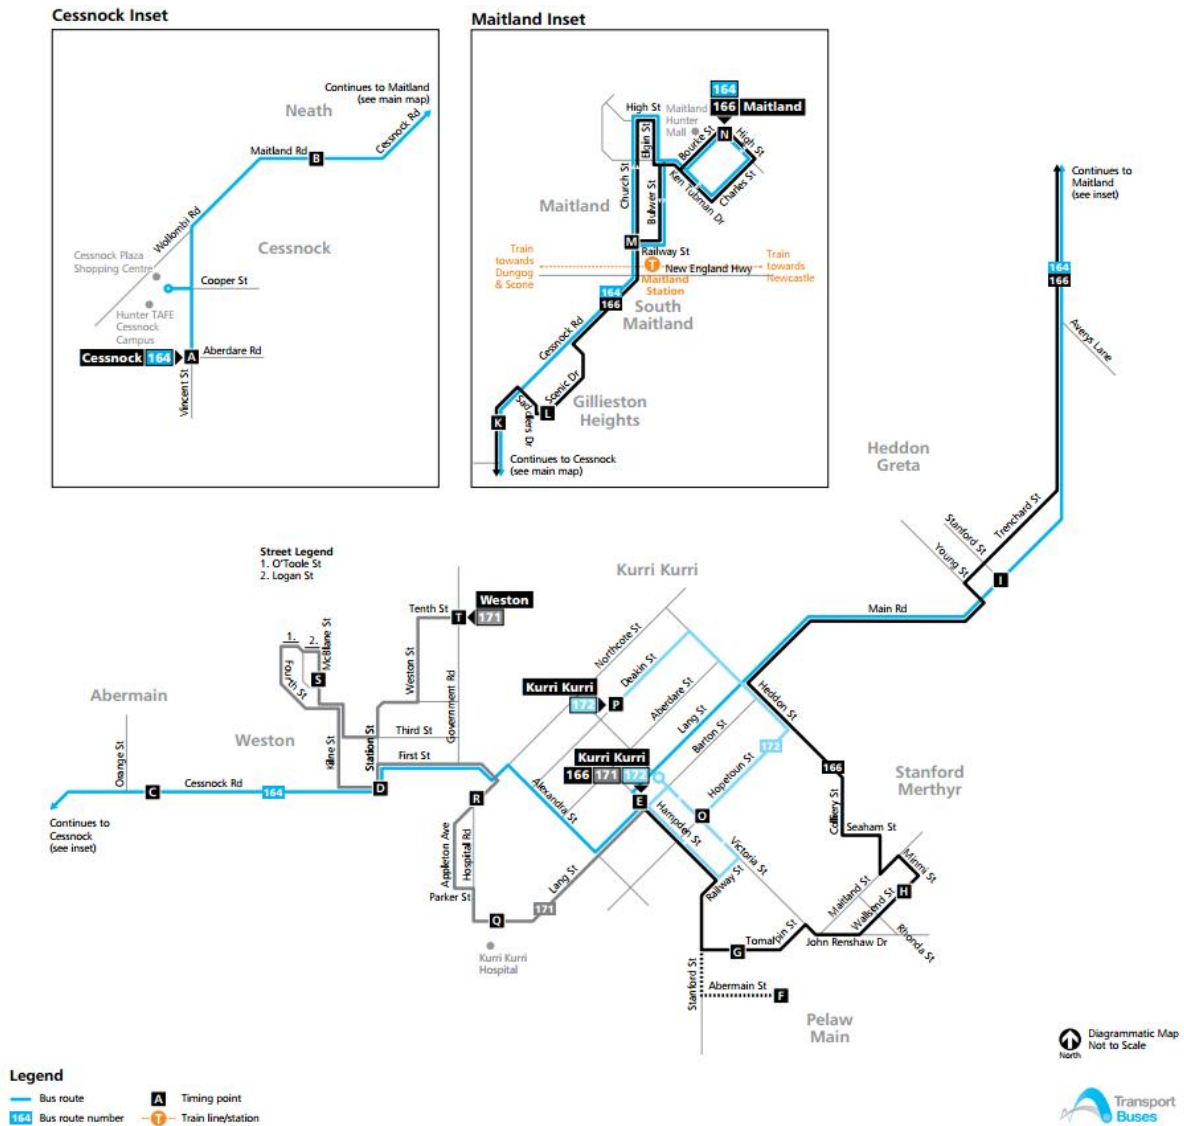 Cessnock Inset
Continues to Maitland
(see main map)
Neath
Cessnock Rd
Maitland Rd
B
Wollombi Rd
Cessnock
Cessnock Plaza
Shopping Centre
Cooper St
Hunter TAFE
Cessnock
Campus
Cessnock 164
A
Aberdare Rd
Vincent St
Maitland Inset
164
166 Maitland
High St
Maitland
Hunter
Mall
N
Elgin St
Bourke St
High St
Church St
Ken Tubman Dr
Charles St
Bulwer St
Maitland
M
Railway St
Train
towards
Dungog
& Scone
T
New England Hwy
Train
towards
Newcastle
Maitland
Station
164
166
South
Maitland
Cessnock Rd
Scenic Dr
Saddlers Dr
L
K
Gillieston
Heights
Continues to Cessnock
(see main map)
Continues to
Maitland
(see inset)
164
166
Averys Lane
Heddon
Greta
Trenchard St
Stanford St
Young St
I
Main Rd
Street Legend
1. O'Toole St
2. Logan St
Kurri Kurri
Weston
171
T
Tenth St
Northcote St
1.
2.
McBlane St
Fourth St
S
Weston St
Government Rd
Deakin St
Kurri Kurri
172
P
Aberdare St
Heddon St
Abermain
Weston
Orange St
Kline St
Station St
Third St
First St
Lang St
Barton St
172
Kurri Kurri
166 171 172
E
Hopetoun St
166
Stanford
Merthyr
Cessnock Rd
C
164
D
R
Alexandra St
Hampden St
O
Colliery St
Seaham St
Continues to
Cessnock
(see inset)
Appleton Ave
Hospital Rd
Victoria St
Minmi St
Lang St
Railway St
Maitland St
Wallsend St
H
Parker St
171
Q
Rhonda St
Tomalpin St
G
John Renshaw Dr
Kurri Kurri
Hospital
Stanford St
Abermain St
F
Pelaw
Main
North
Diagrammatic Map
Not to Scale
Legend
Bus route
164 Bus route number
A Timing point
T Train line/station
Transport
Buses